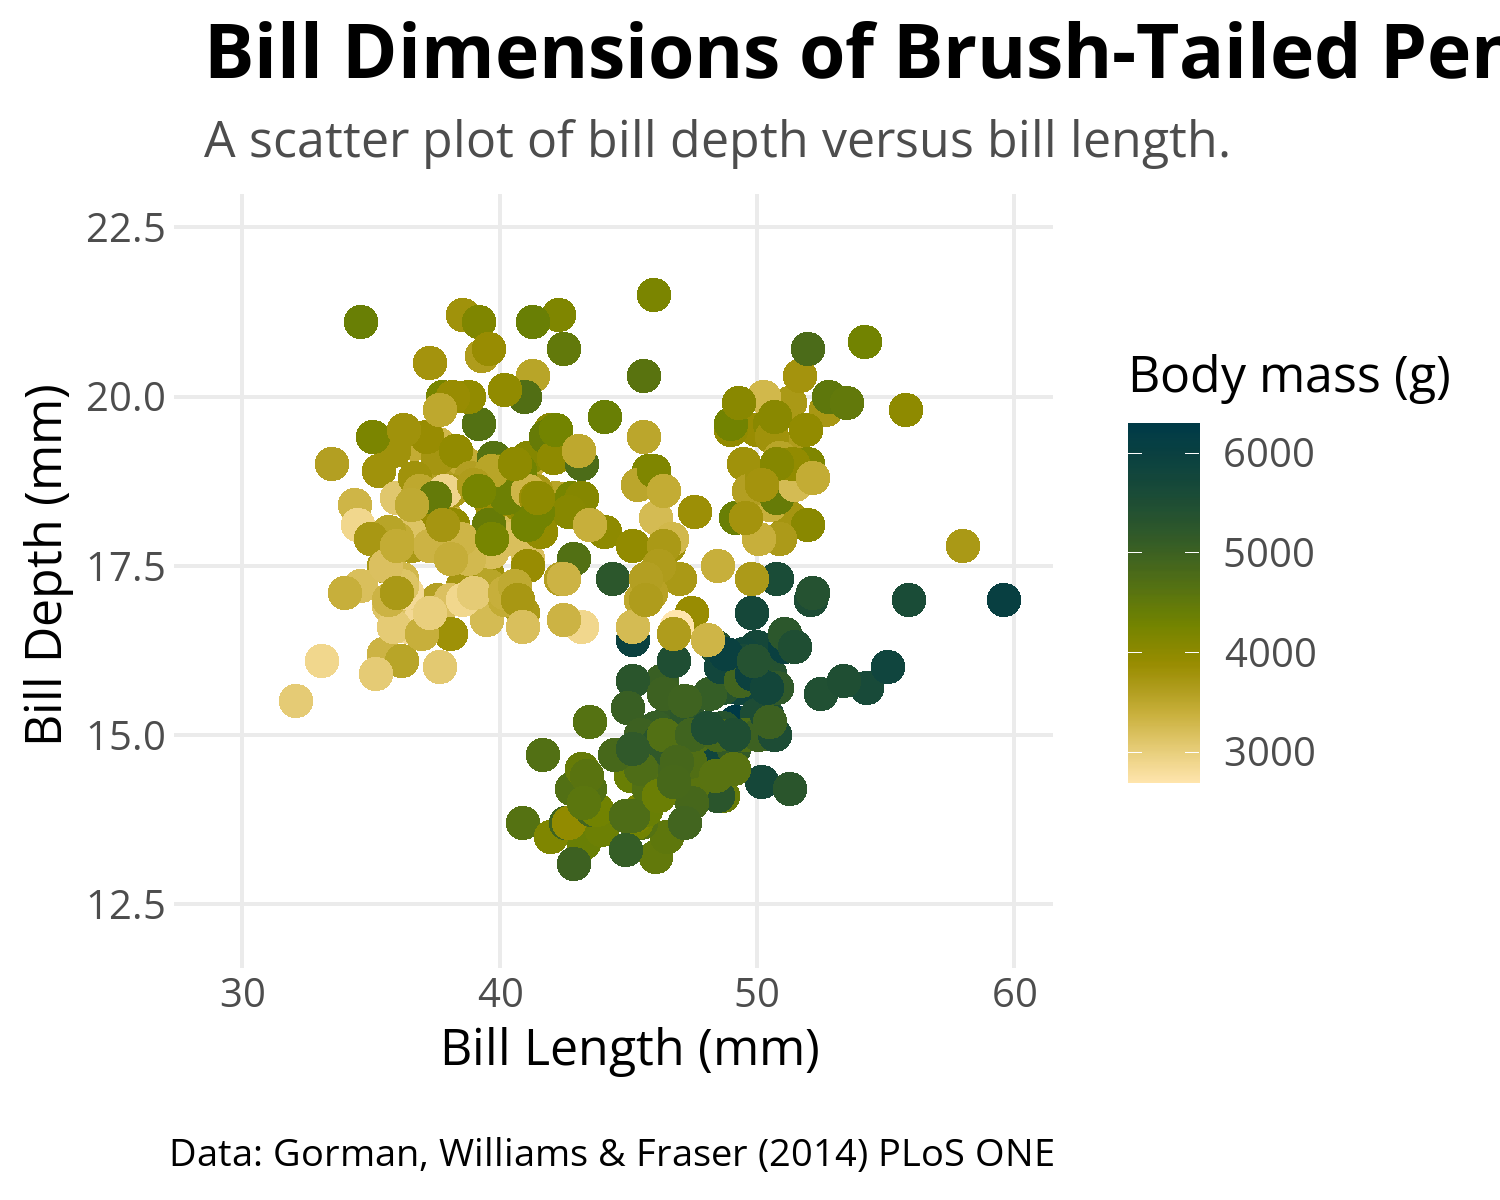 Bill Dimensions of Brush-Tailed Pen
A scatter plot of bill depth versus bill length.
22.5
20.0
17.5
15.0
12.5
Bill Depth (mm)
30 40 50 60
Bill Length (mm)
Body mass (g)
6000
5000
4000
3000
Data: Gorman, Williams & Fraser (2014) PLoS ONE